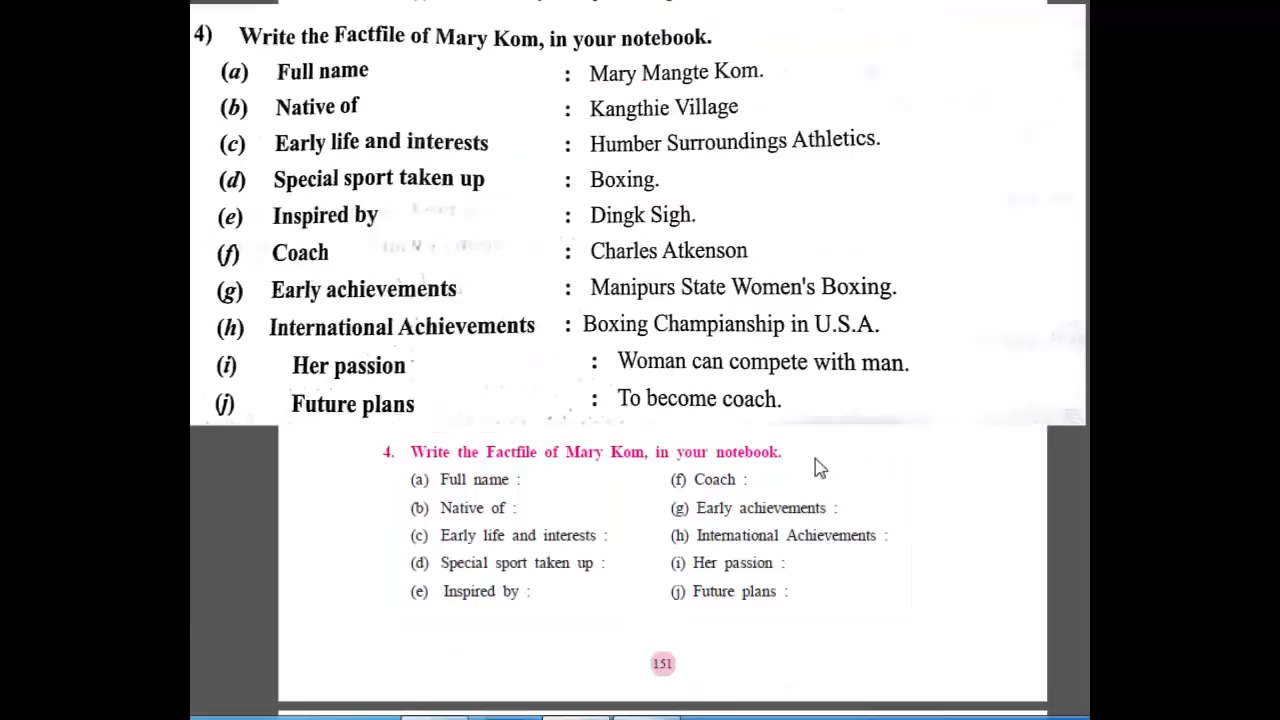 4) Write the Factfile of Mary Kom, in your notebook.
(a) Full name : Mary Mangte Kom.
(b) Native of : Kangthie Village
(c) Early life and interests : Humber Surroundings Athletics.
(d) Special sport taken up : Boxing.
(e) Inspired by : Dingk Sigh.
(f) Coach : Charles Atkenson
(g) Early achievements : Manipurs State Women's Boxing.
(h) International Achievements : Boxing Champianship in U.S.A.
(i) Her passion : Woman can compete with man.
(j) Future plans : To become coach.
4. Write the Factfile of Mary Kom, in your notebook.
(a) Full name :
(b) Native of :
(c) Early life and interests :
(d) Special sport taken up :
(e) Inspired by :
(f) Coach :
(g) Early achievements :
(h) International Achievements :
(i) Her passion :
(j) Future plans :
151